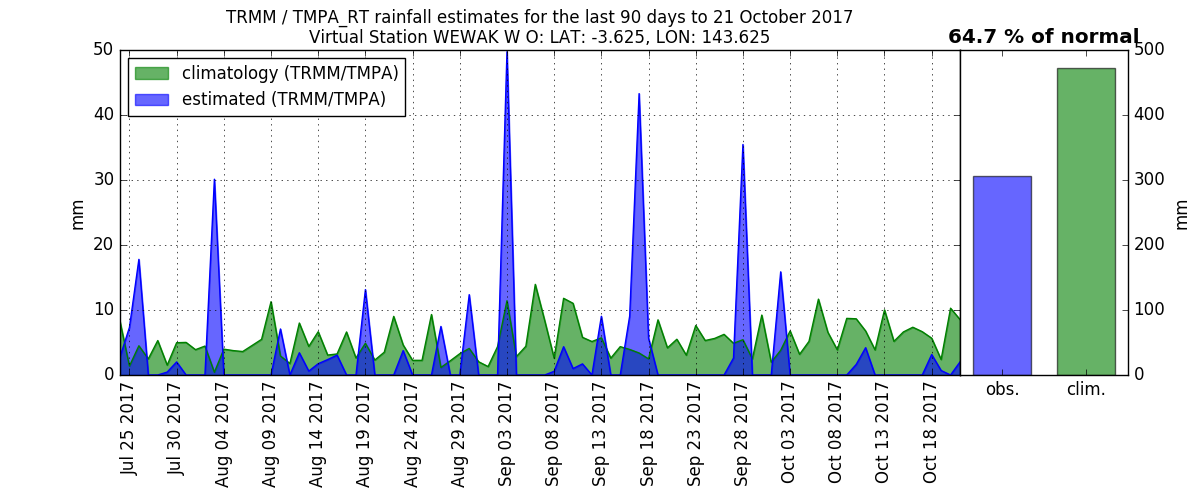 TRMM / TMPA_RT rainfall estimates for the last 90 days to 21 October 2017
Virtual Station WEWAK W O: LAT: -3.625, LON: 143.625
64.7 % of normal
climatology (TRMM/TMPA)
estimated (TRMM/TMPA)
50
40
30
20
10
0
mm
Jul 25 2017
Jul 30 2017
Aug 04 2017
Aug 09 2017
Aug 14 2017
Aug 19 2017
Aug 24 2017
Aug 29 2017
Sep 03 2017
Sep 08 2017
Sep 13 2017
Sep 18 2017
Sep 28 2017
Sep 23 2017
Oct 03 2017
Oct 08 2017
Oct 13 2017
Oct 18 2017
obs.
clim.
500
400
300
200
100
0
mm